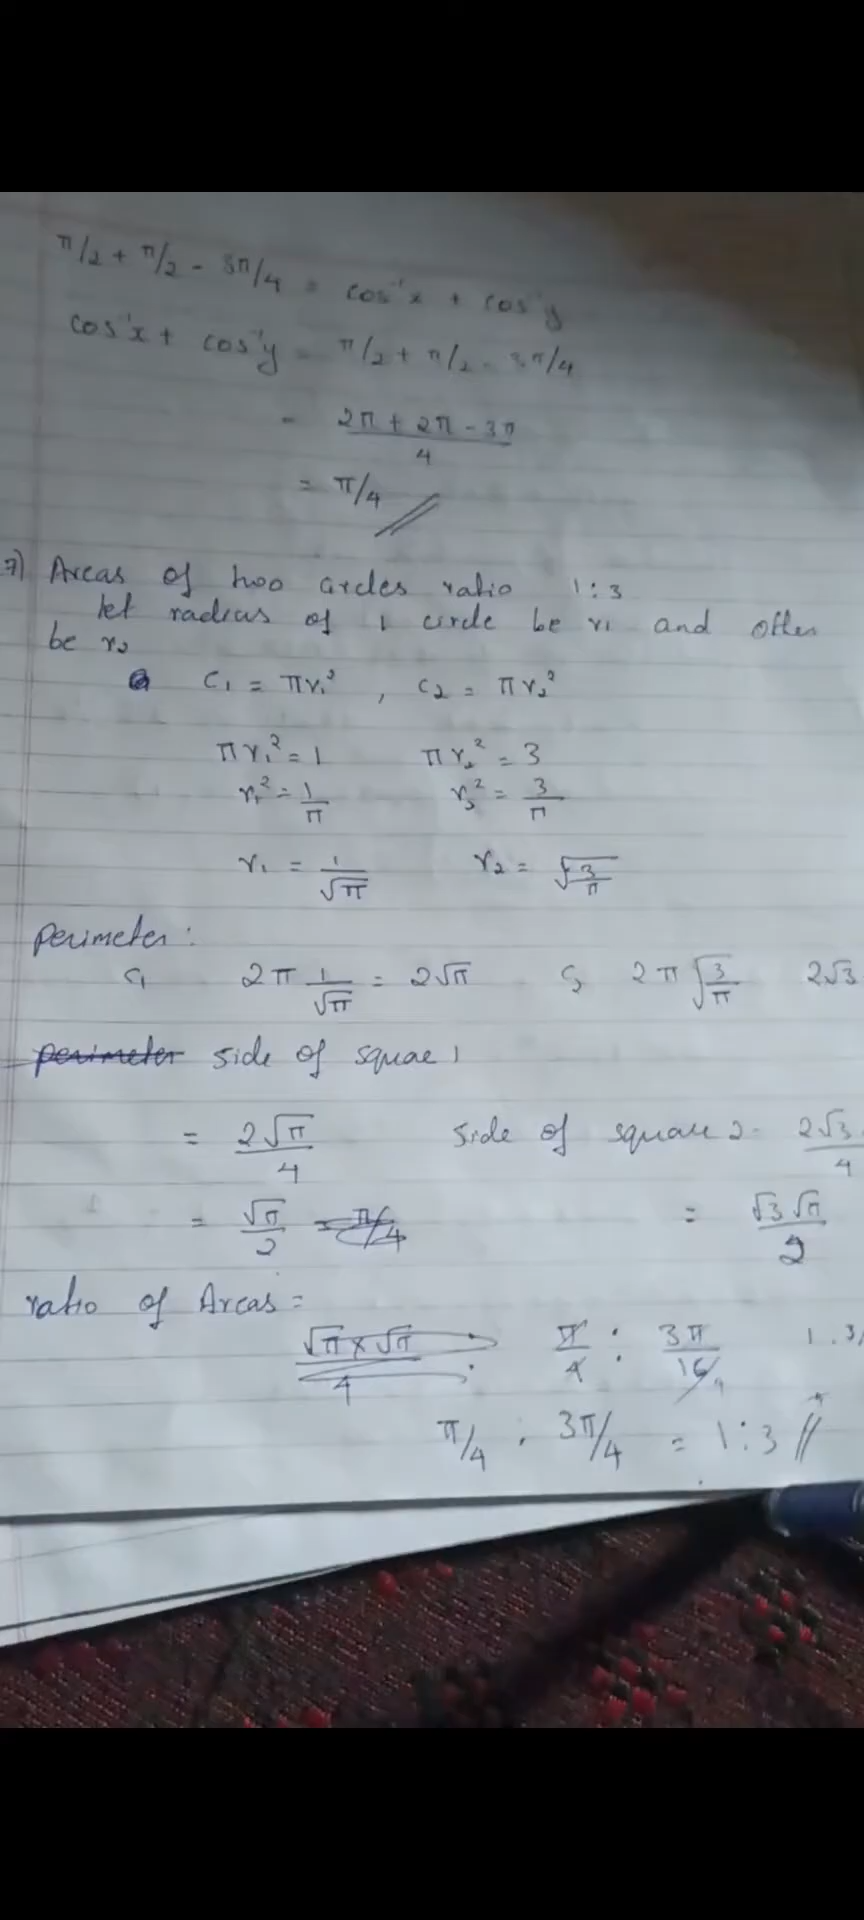 π/2 + π/2 - 3π/4 = cos⁻¹x + cos⁻¹y
cos⁻¹x + cos⁻¹y = π/2 + π/2 - 3π/4
= 2π + 2π - 3π / 4
= π/4 //
7) Areas of two circles ratio 1:3
let radius of 1 circle be r₁ and other
be r₂
C₁ = πr₁² , C₂ = πr₂²
πr₁² = 1 πr₂² = 3
r₁² = 1/π r₂² = 3/π
r₁ = 1/√π r₂ = √3/π
Perimeter:
C₁ 2π 1/√π = 2√π C₂ 2π √3/π 2√3
perimeter side of square 1
= 2√π/4 side of square 2 = 2√3/4
= √π/2 = π/4 = √3√π/2
ratio of Areas =
√π × √π / 4 : π/4 : 3π/16 4 1:3/
π/4 : 3π/4 = 1:3 //